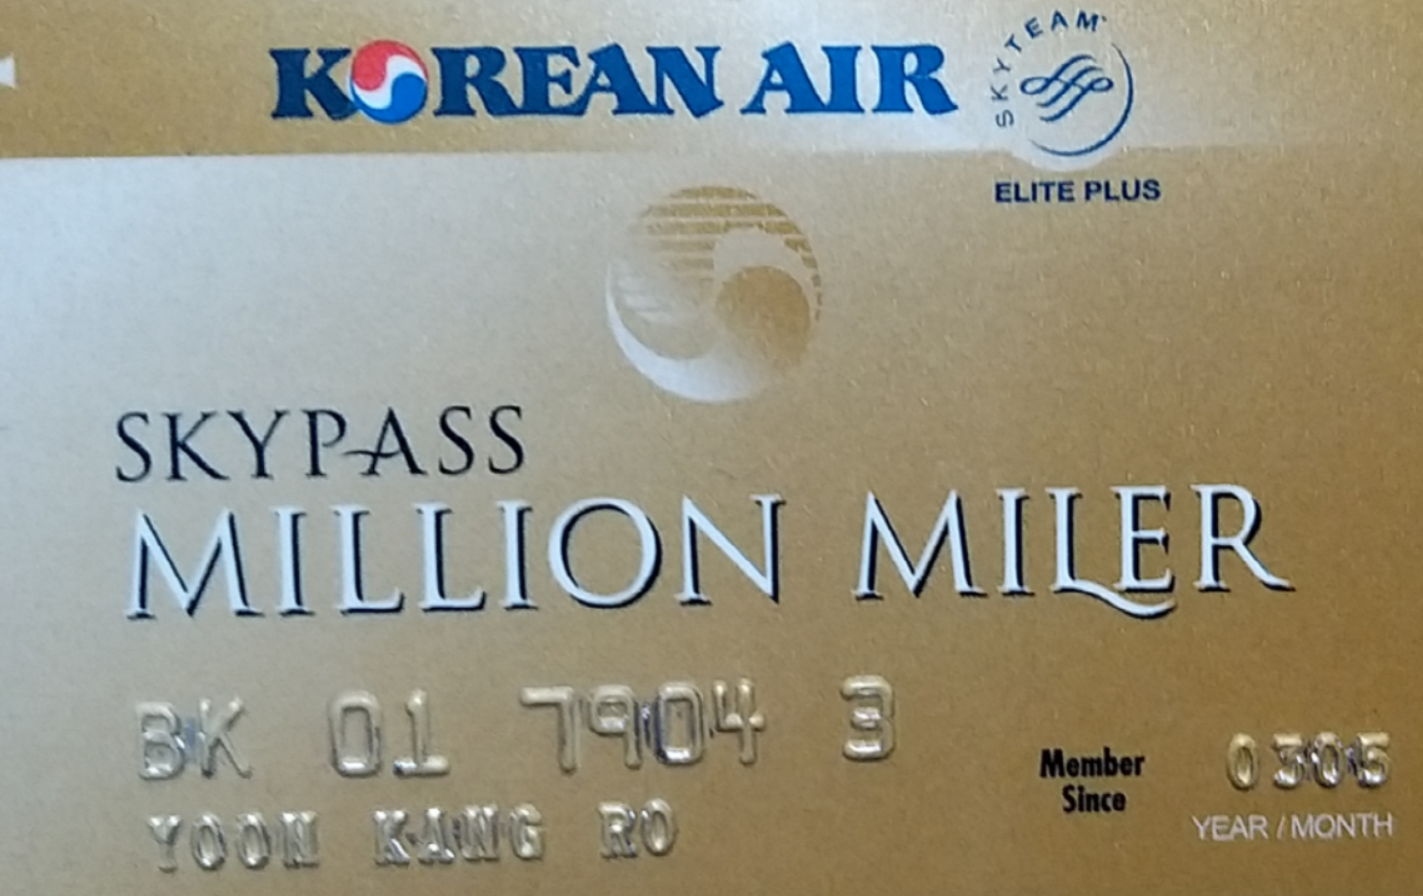 KOREAN AIR
SKYTEAM
ELITE PLUS
SKYPASS
MILLION MILER
BK 01 7904 3
YOON KANG RO
Member
Since
0305
YEAR / MONTH